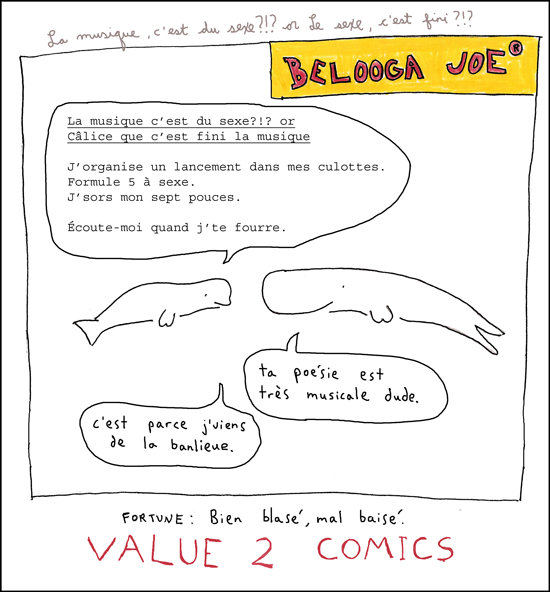 La musique, c'est du sexe?!? or Le sexe, c'est fini?!?
BELOOGA JOE®
La musique c'est du sexe?!? or
Câlice que c'est fini la musique
J'organise un lancement dans mes culottes.
Formule 5 à sexe.
J'sors mon sept pouces.
Écoute-moi quand j'te fourre.
ta poésie est
très musicale dude.
c'est parce j'viens
de la banlieue.
FORTUNE: Bien blasé, mal baisé.
VALUE 2 COMICS